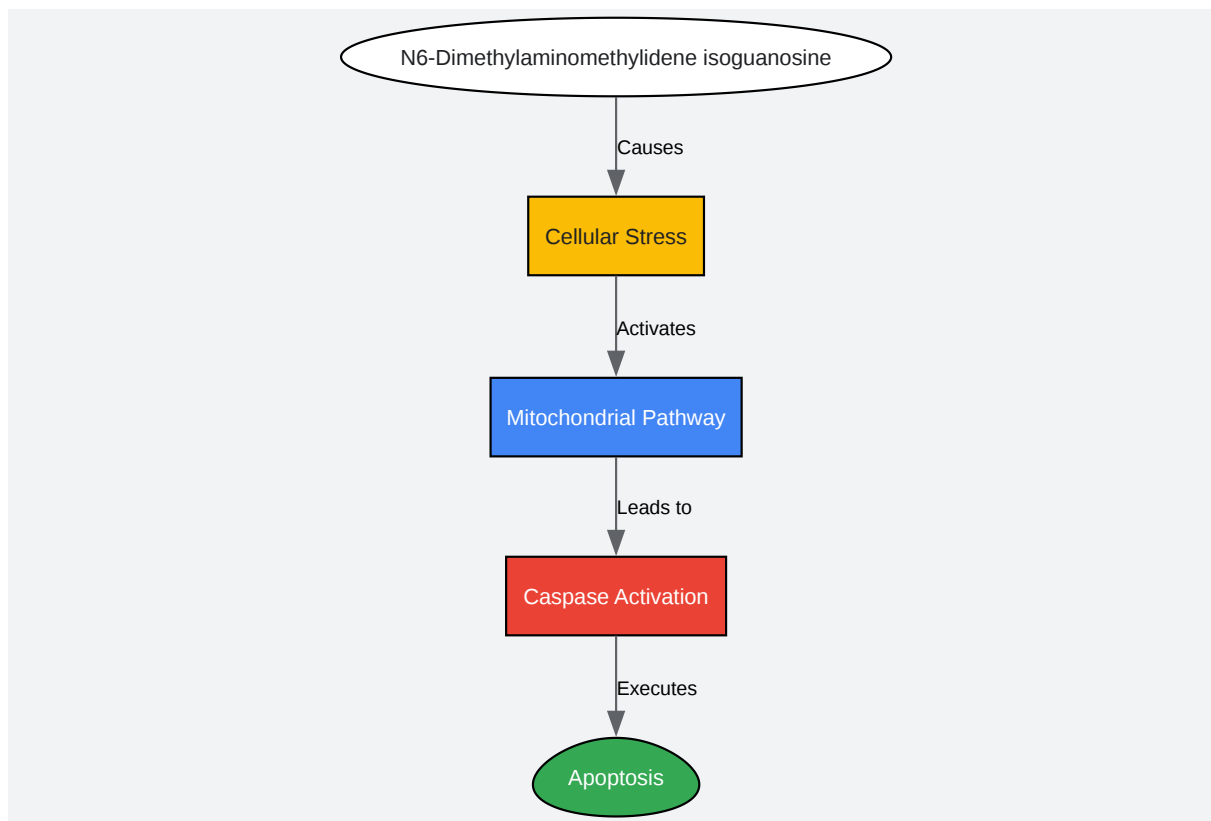 N6-Dimethylaminomethylidene isoguanosine
Causes
Cellular Stress
Activates
Mitochondrial Pathway
Leads to
Caspase Activation
Executes
Apoptosis